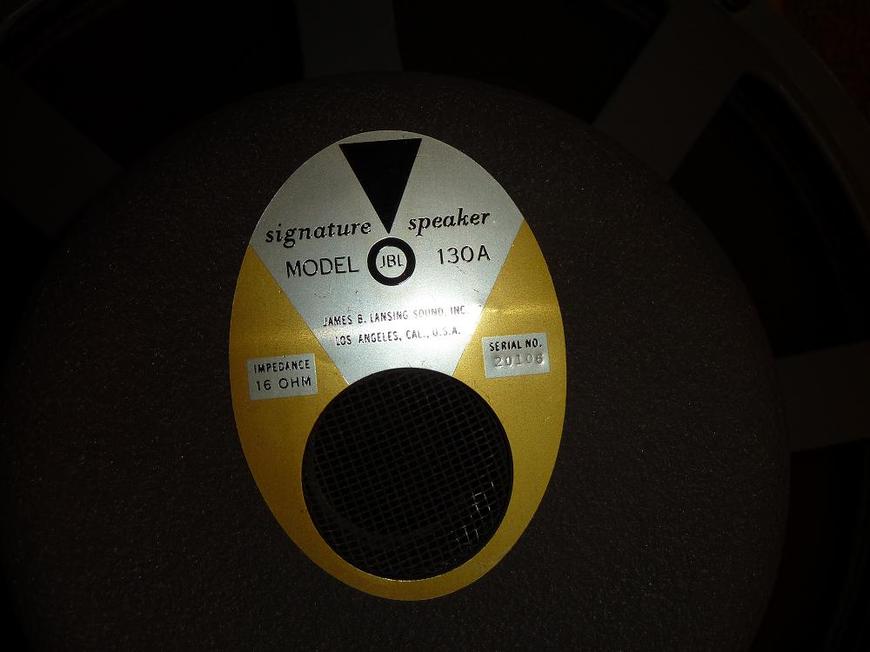 signature speaker
MODEL JBL 130A
JAMES B. LANSING SOUND, INC.
LOS ANGELES, CAL., U.S.A.
IMPEDANCE
16 OHM
SERIAL NO.
20106